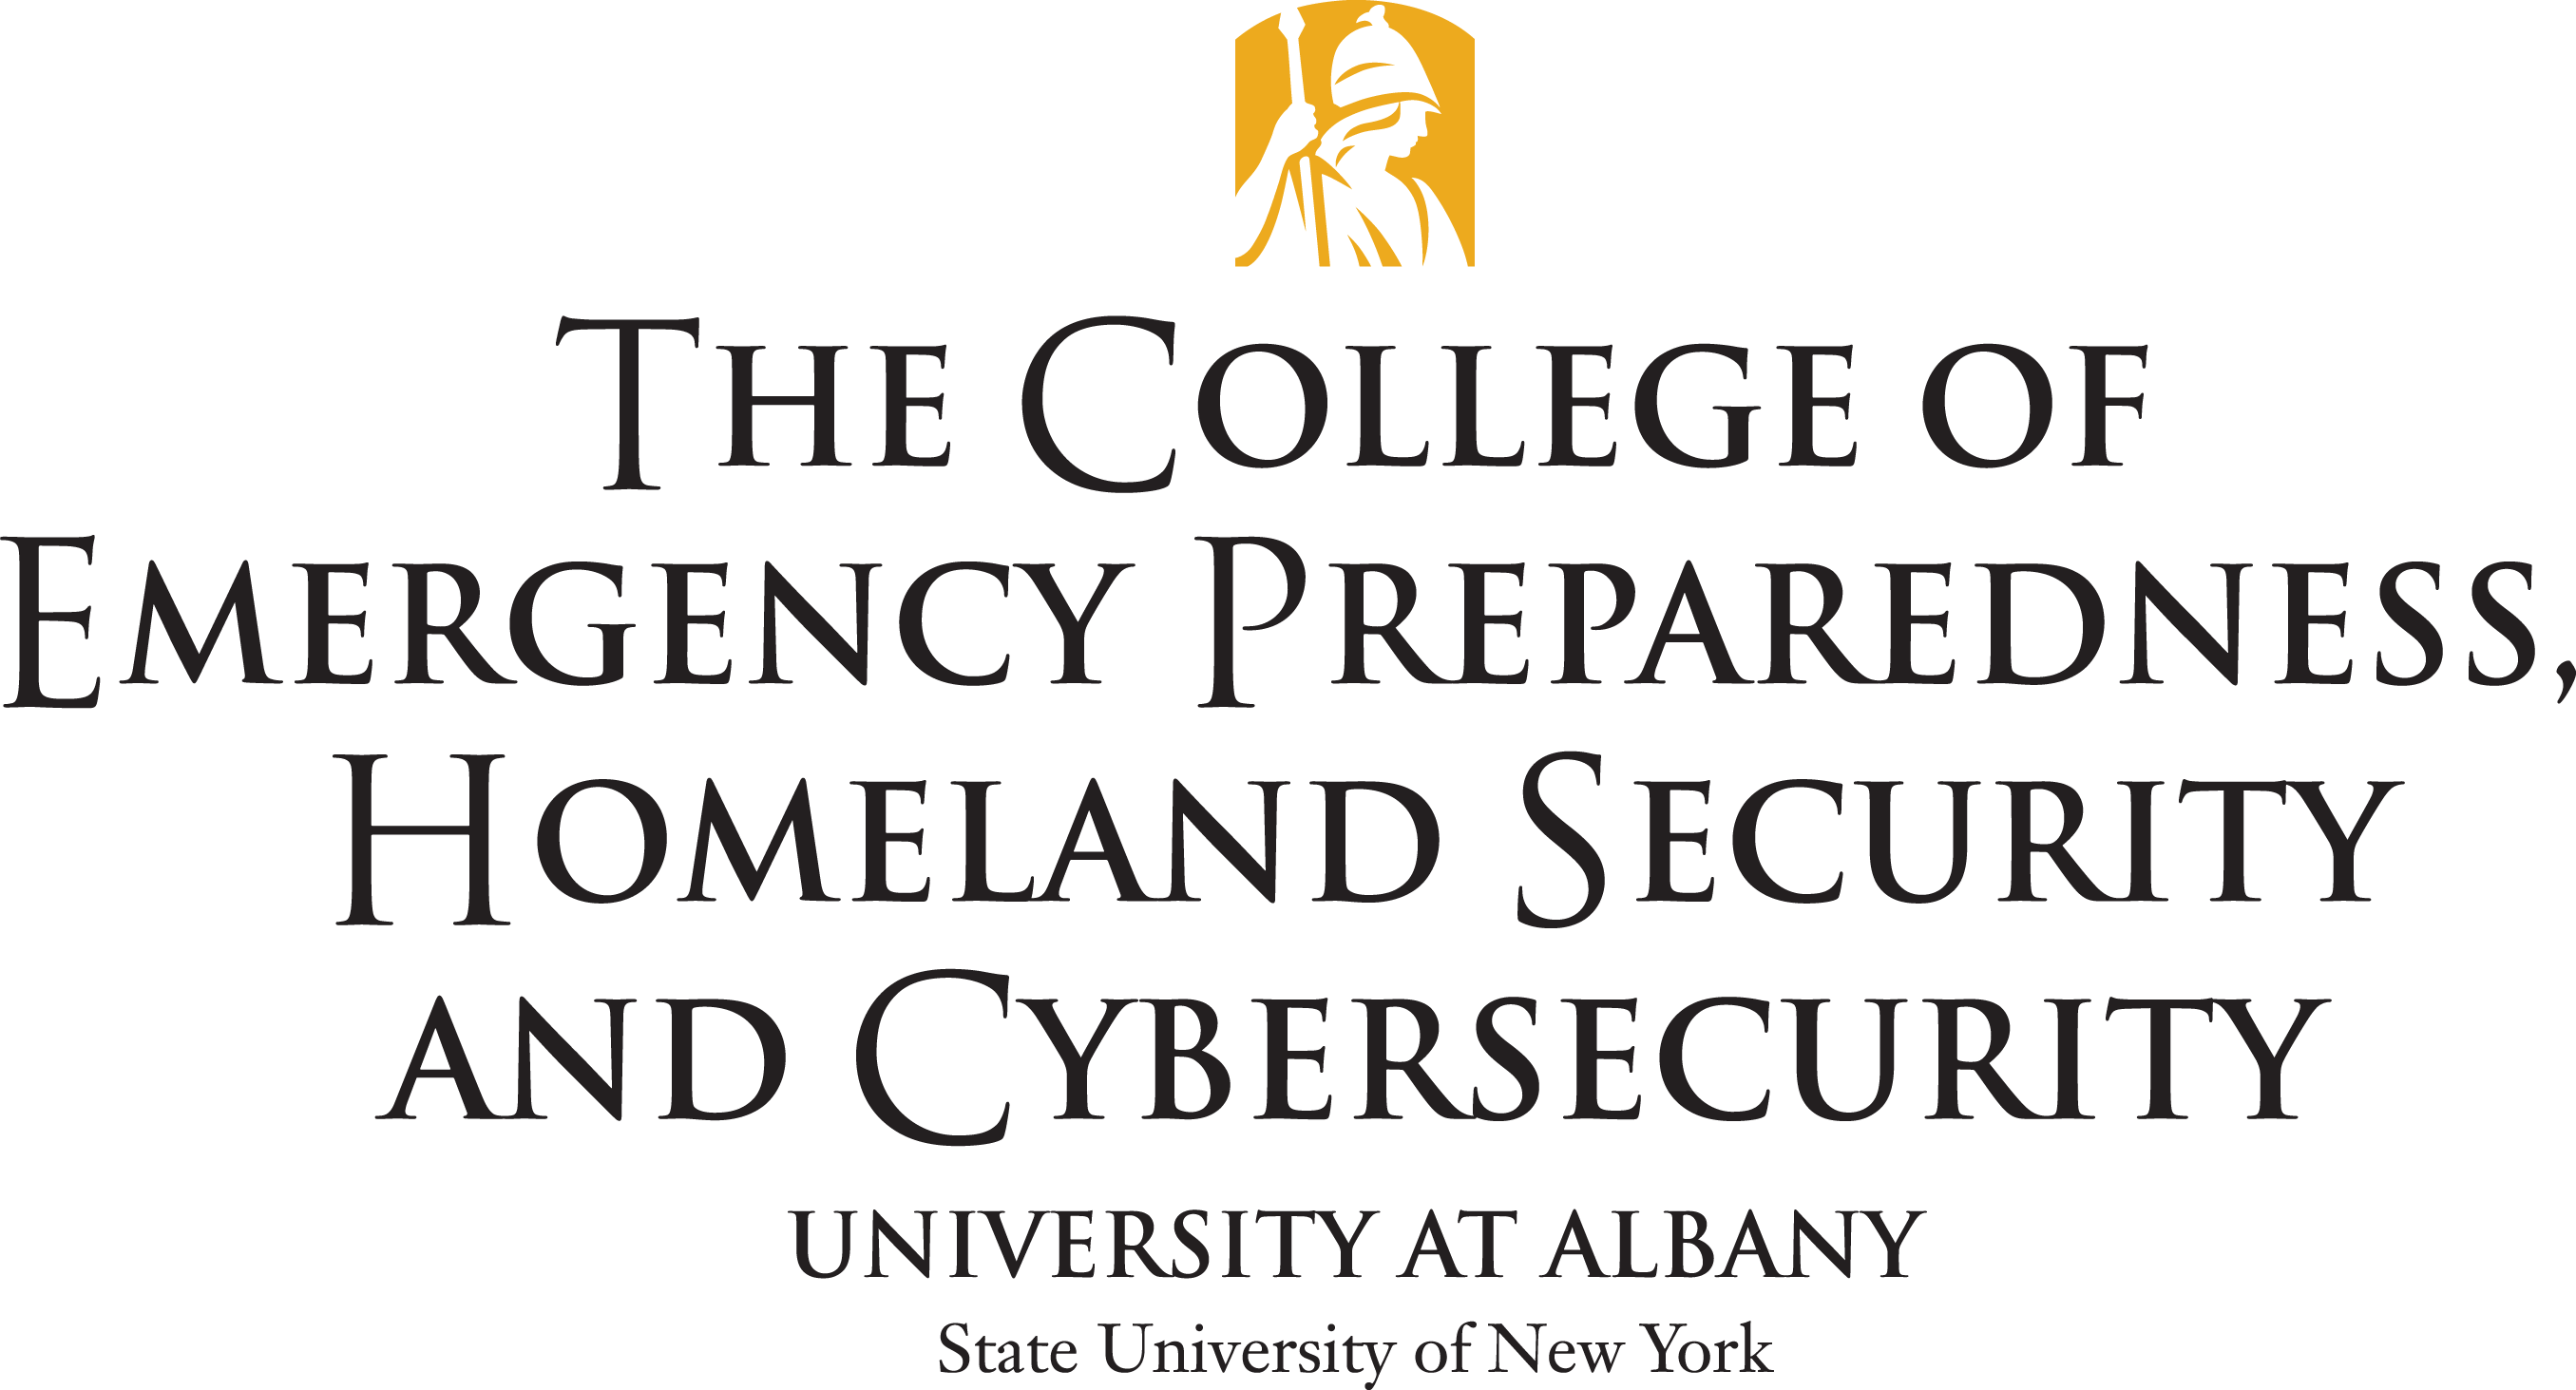 The College of
Emergency Preparedness,
Homeland Security
and Cybersecurity
UNIVERSITY AT ALBANY
State University of New York